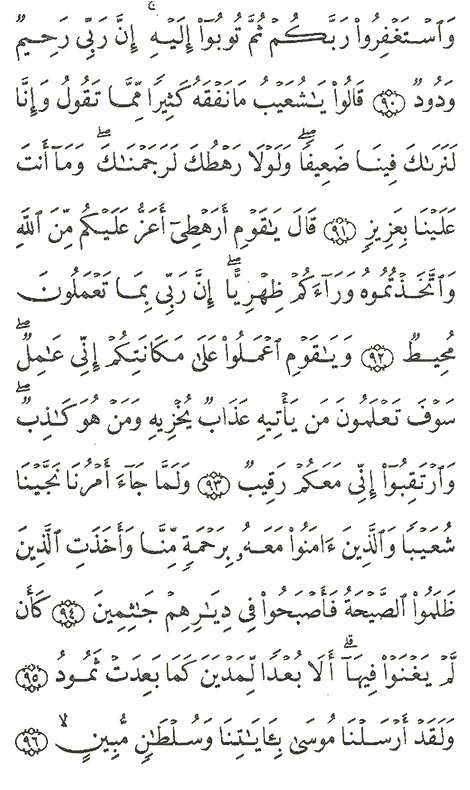 وَٱسۡتَغۡفِرُوا۟ رَبَّكُمۡ ثُمَّ تُوبُوٓا۟ إِلَيۡهِۚ إِنَّ رَبِّى رَحِيمٌ
وَدُودٌ ﴿٩٠﴾ قَالُوا۟ يَـٰشُعَيۡبُ مَا نَفۡقَهُ كَثِيرًا مِّمَّا تَقُولُ وَإِنَّا
لَنَرَىٰكَ فِينَا ضَعِيفًاۖ وَلَوۡلَا رَهۡطُكَ لَرَجَمۡنَـٰكَۖ وَمَآ أَنتَ
عَلَيۡنَا بِعَزِيزٍ ﴿٩١﴾ قَالَ يَـٰقَوۡمِ أَرَهۡطِىٓ أَعَزُّ عَلَيۡكُم مِّنَ ٱللَّهِ
وَٱتَّخَذۡتُمُوهُ وَرَآءَكُمۡ ظِهۡرِيًّاۖ إِنَّ رَبِّى بِمَا تَعۡمَلُونَ
مُحِيطٌ ﴿٩٢﴾ وَيَـٰقَوۡمِ ٱعۡمَلُوا۟ عَلَىٰ مَكَانَتِكُمۡ إِنِّى عَـٰمِلٌۖ
سَوۡفَ تَعۡلَمُونَ مَن يَأۡتِيهِ عَذَابٌ يُخۡزِيهِ وَمَنۡ هُوَ كَـٰذِبٌۖ
وَٱرۡتَقِبُوٓا۟ إِنِّى مَعَكُمۡ رَقِيبٌ ﴿٩٣﴾ وَلَمَّا جَآءَ أَمۡرُنَا نَجَّيۡنَا
شُعَيۡبًا وَٱلَّذِينَ ءَامَنُوا۟ مَعَهُۥ بِرَحۡمَةٍ مِّنَّا وَأَخَذَتِ ٱلَّذِينَ
ظَلَمُوا۟ ٱلصَّيۡحَةُ فَأَصۡبَحُوا۟ فِى دِيَـٰرِهِمۡ جَـٰثِمِينَ ﴿٩٤﴾ كَأَن
لَّمۡ يَغۡنَوۡا۟ فِيهَآۗ أَلَا بُعۡدًا لِّمَدۡيَنَ كَمَا بَعِدَتۡ ثَمُودُ ﴿٩٥﴾
وَلَقَدۡ أَرۡسَلۡنَا مُوسَىٰ بِـَٔايَـٰتِنَا وَسُلۡطَـٰنٍ مُّبِينٍۙ ﴿٩٦﴾